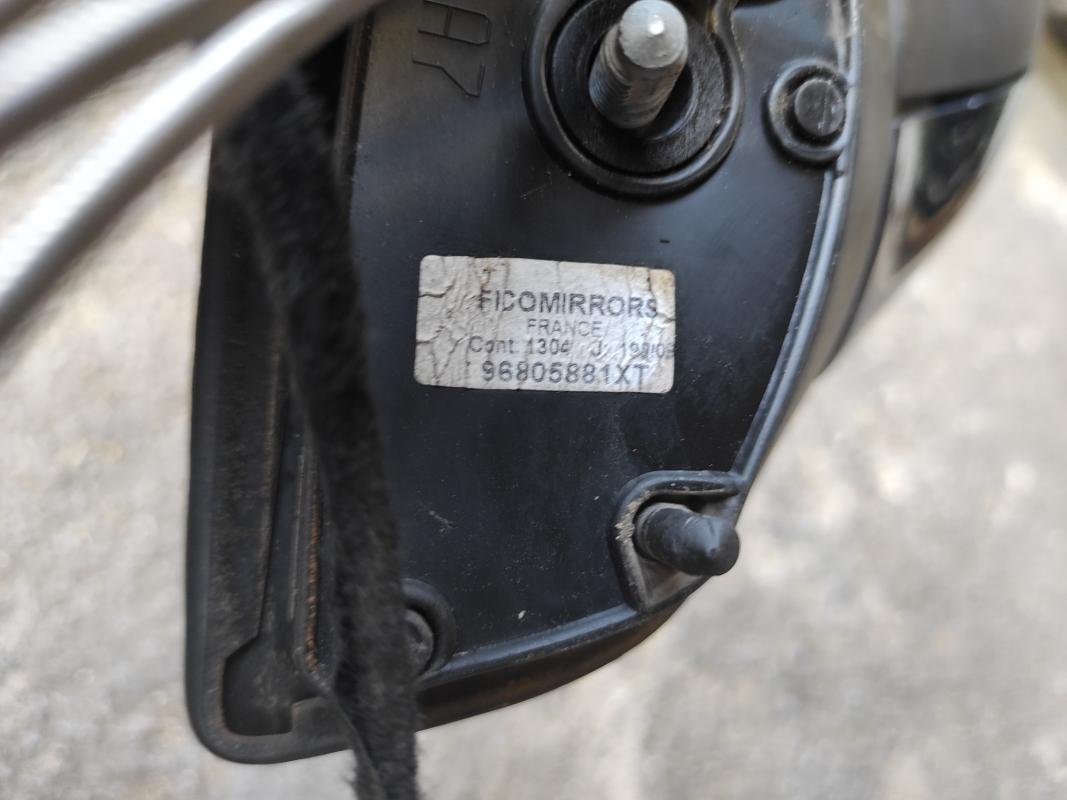 FICOMIRRORS
FRANCE
Cont. 1304 J:
96805881XT